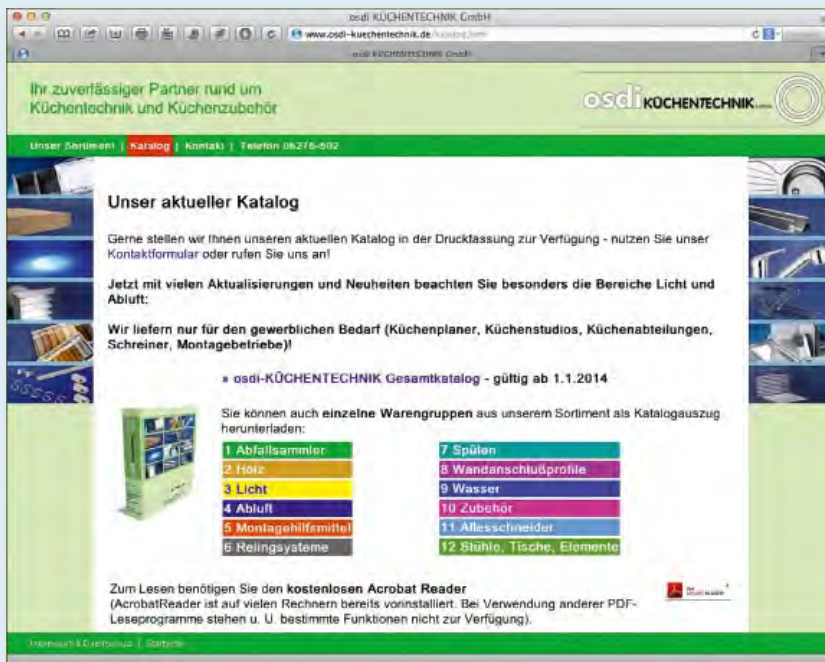 osdi KÜCHENTECHNIK GmbH
www.osdi-kuechentechnik.de/katalog.html
osdi KÜCHENTECHNIK GmbH
Ihr zuverlässiger Partner rund um
Küchentechnik und Küchenzubehör
osdi KÜCHENTECHNIK
Unser Sortiment | Katalog | Kontakt | Telefon 06276-502
Unser aktueller Katalog
Gerne stellen wir Ihnen unseren aktuellen Katalog in der Druckfassung zur Verfügung - nutzen Sie unser
Kontaktformular oder rufen Sie uns an!
Jetzt mit vielen Aktualisierungen und Neuheiten beachten Sie besonders die Bereiche Licht und
Abluft:
Wir liefern nur für den gewerblichen Bedarf (Küchenplaner, Küchenstudios, Küchenabteilungen,
Schreiner, Montagebetriebe)!
» osdi-KÜCHENTECHNIK Gesamtkatalog - gültig ab 1.1.2014
Sie können auch einzelne Warengruppen aus unserem Sortiment als Katalogauszug
herunterladen:
1 Abfallsammler
2 Holz
3 Licht
4 Abluft
5 Montagehilfsmittel
6 Relingsysteme
7 Spülen
8 Wandanschlußprofile
9 Wasser
10 Zubehör
11 Allesschneider
12 Stühle, Tische, Elemente
Zum Lesen benötigen Sie den kostenlosen Acrobat Reader
(AcrobatReader ist auf vielen Rechnern bereits vorinstalliert. Bei Verwendung anderer PDF-
Leseprogramme stehen u. U. bestimmte Funktionen nicht zur Verfügung).
| Startseite